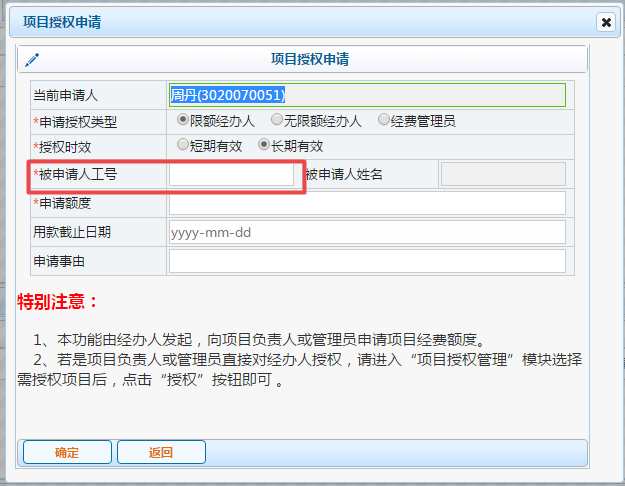 项目授权申请
项目授权申请
当前申请人 周丹(3020070051)
*申请授权类型 限额经办人 无限额经办人 经费管理员
*授权时效 短期有效 长期有效
*被申请人工号 被申请人姓名
*申请额度
用款截止日期 yyyy-mm-dd
申请事由
特别注意：
1、本功能由经办人发起，向项目负责人或管理员申请项目经费额度。
2、若是项目负责人或管理员直接对经办人授权，请进入“项目授权管理”模块选择
需授权项目后，点击“授权”按钮即可 。
确定 返回